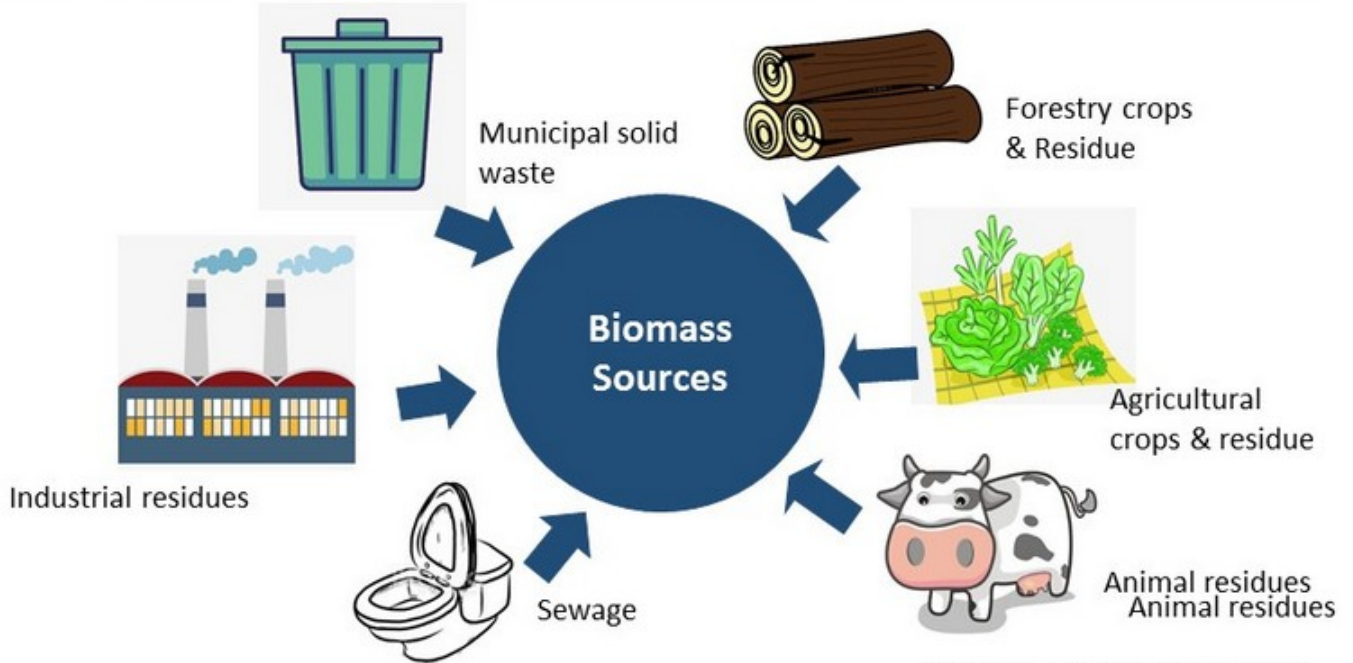 Municipal solid
waste
Forestry crops
& Residue
Biomass
Sources
Agricultural
crops & residue
Industrial residues
Sewage
Animal residues
Animal residues